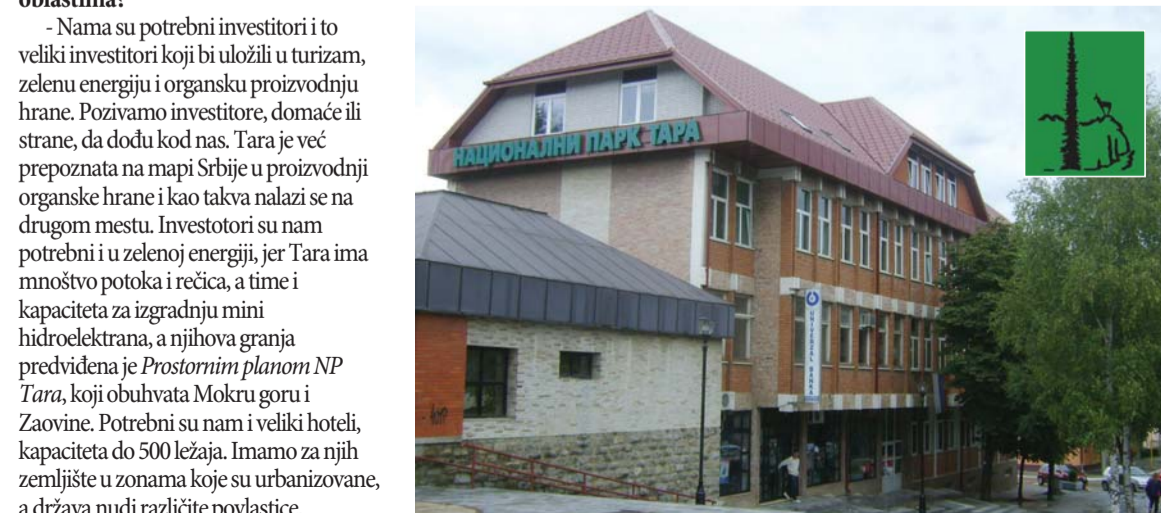 oblastima?
- Nama su potrebni investitori i to
veliki investitori koji bi uložili u turizam,
zelenu energiju i organsku proizvodnju
hrane. Pozivamo investitore, domaće ili
strane, da dođu kod nas. Tara je već
prepoznata na mapi Srbije u proizvodnji
organske hrane i kao takva nalazi se na
drugom mestu. Investotori su nam
potrebni i u zelenoj energiji, jer Tara ima
mnoštvo potoka i rečica, a time i
kapaciteta za izgradnju mini
hidroelektrana, a njihova granja
predviđena je Prostornim planom NP
Tara, koji obuhvata Mokru goru i
Zaovine. Potrebni su nam i veliki hoteli,
kapaciteta do 500 ležaja. Imamo za njih
zemljište u zonama koje su urbanizovane,
a država nudi različite povlastice
НАЦИОНАЛНИ ПАРК ТАРА
UNIVERZAL BANKA